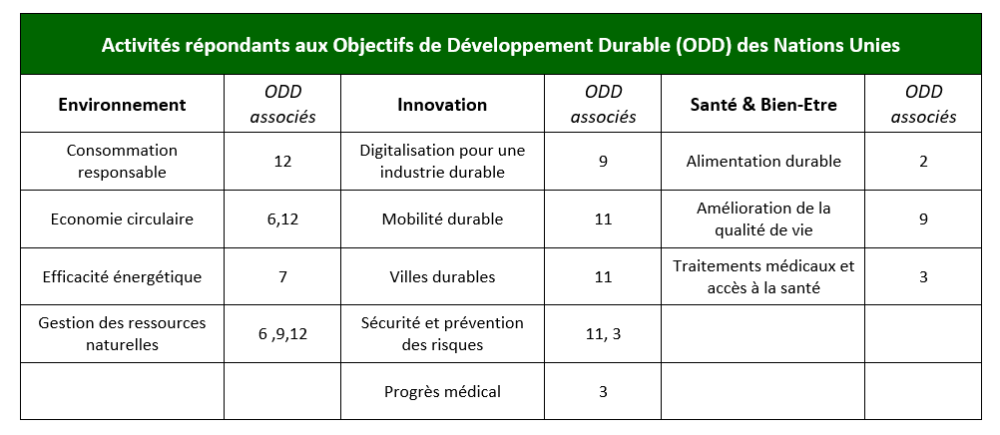 Activités répondants aux Objectifs de Développement Durable (ODD) des Nations Unies
Environnement
ODD
associés
Innovation
ODD
associés
Santé & Bien-Etre
ODD
associés
Consommation
responsable
12
Digitalisation pour une
industrie durable
9
Alimentation durable
2
Economie circulaire
6,12
Mobilité durable
11
Amélioration de la
qualité de vie
9
Efficacité énergétique
7
Villes durables
11
Traitements médicaux et
accès à la santé
3
Gestion des ressources
naturelles
6 ,9,12
Sécurité et prévention
des risques
11, 3
Progrès médical
3